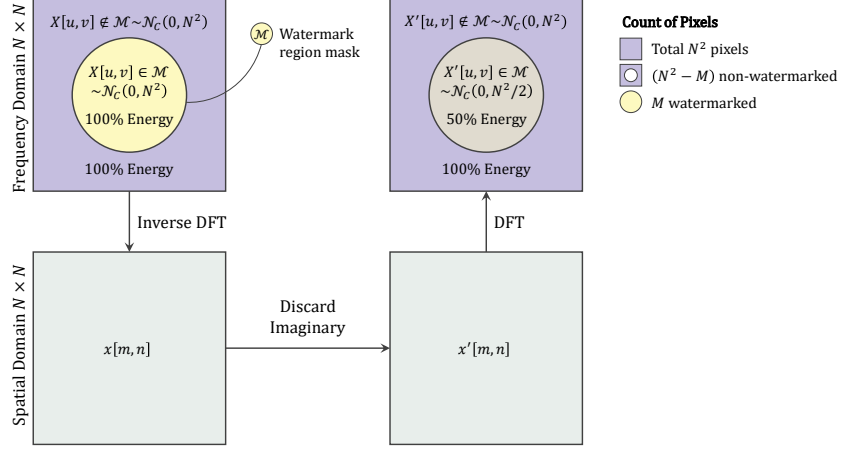 Frequency Domain N × N
X[u, v] ∉ ℳ~𝒩_C(0, N²)
X[u, v] ∈ ℳ
~𝒩_C(0, N²)
100% Energy
100% Energy
ℳ
Watermark
region mask
X′[u, v] ∉ ℳ~𝒩_C(0, N²)
X′[u, v] ∈ ℳ
~𝒩_C(0, N²/2)
50% Energy
100% Energy
Count of Pixels
Total N² pixels
(N² − M) non-watermarked
M watermarked
Inverse DFT
DFT
Spatial Domain N × N
x[m, n]
Discard
Imaginary
x′[m, n]